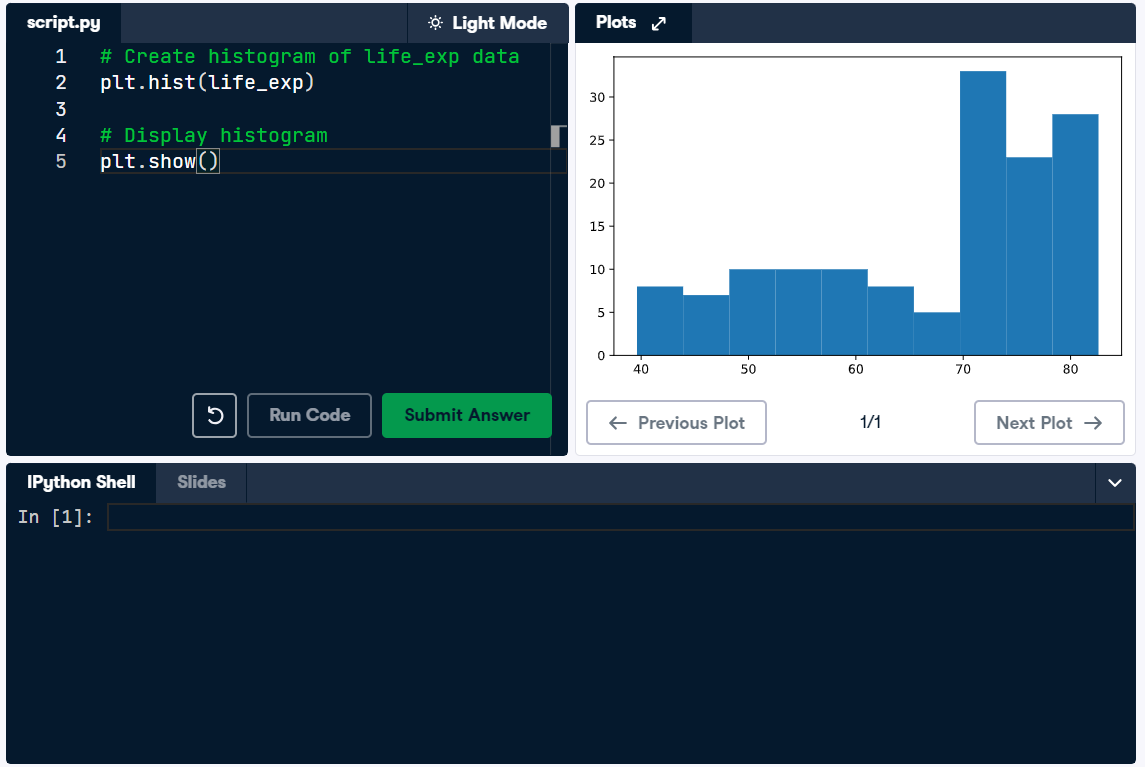 script.py
Light Mode
1 # Create histogram of life_exp data
2 plt.hist(life_exp)
3
4 # Display histogram
5 plt.show()
Run Code
Submit Answer
Plots
30
25
20
15
10
5
0
40 50 60 70 80
Previous Plot
1/1
Next Plot
IPython Shell
Slides
In [1]: